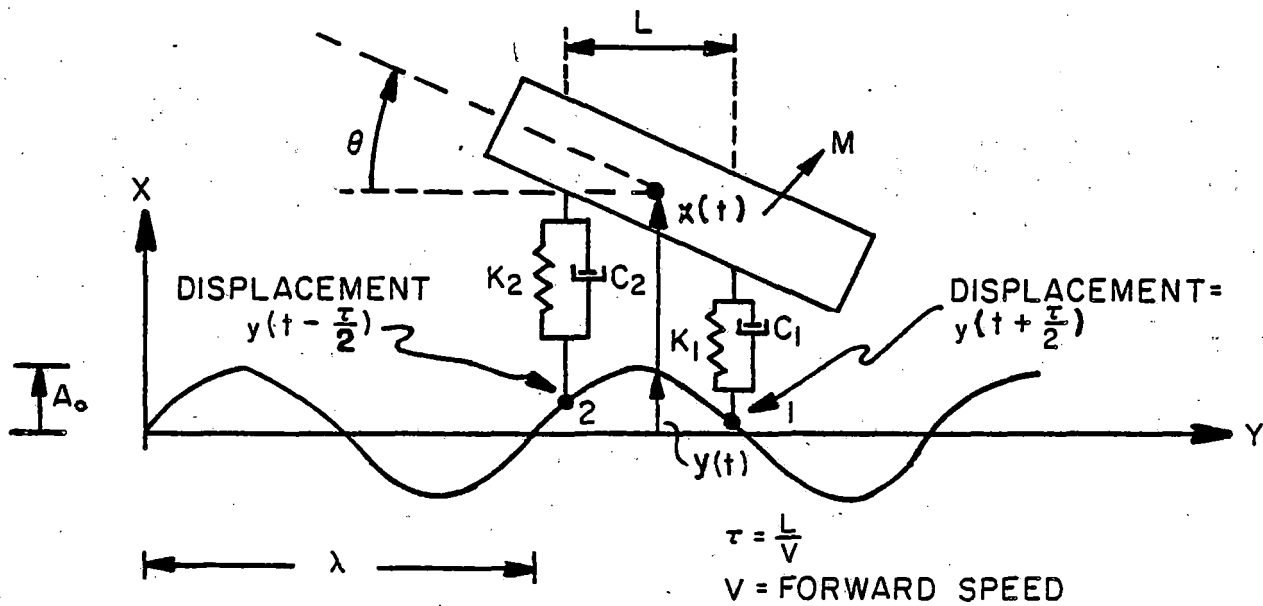 L
θ
M
X
x(t)
K2
C2
DISPLACEMENT
y(t - τ/2)
DISPLACEMENT=
y(t + τ/2)
K1
C1
A₀
2
1
Y
y(t)
τ = L/V
λ
V = FORWARD SPEED